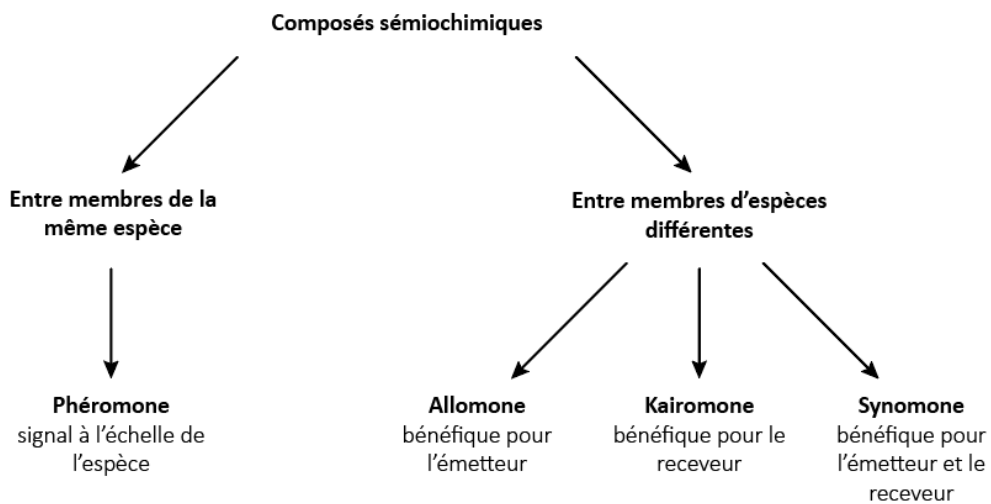 Composés sémiochimiques
Entre membres de la
même espèce
Entre membres d’espèces
différentes
Phéromone
signal à l’échelle de
l’espèce
Allomone
bénéfique pour
l’émetteur
Kairomone
bénéfique pour le
receveur
Synomone
bénéfique pour
l’émetteur et le
receveur